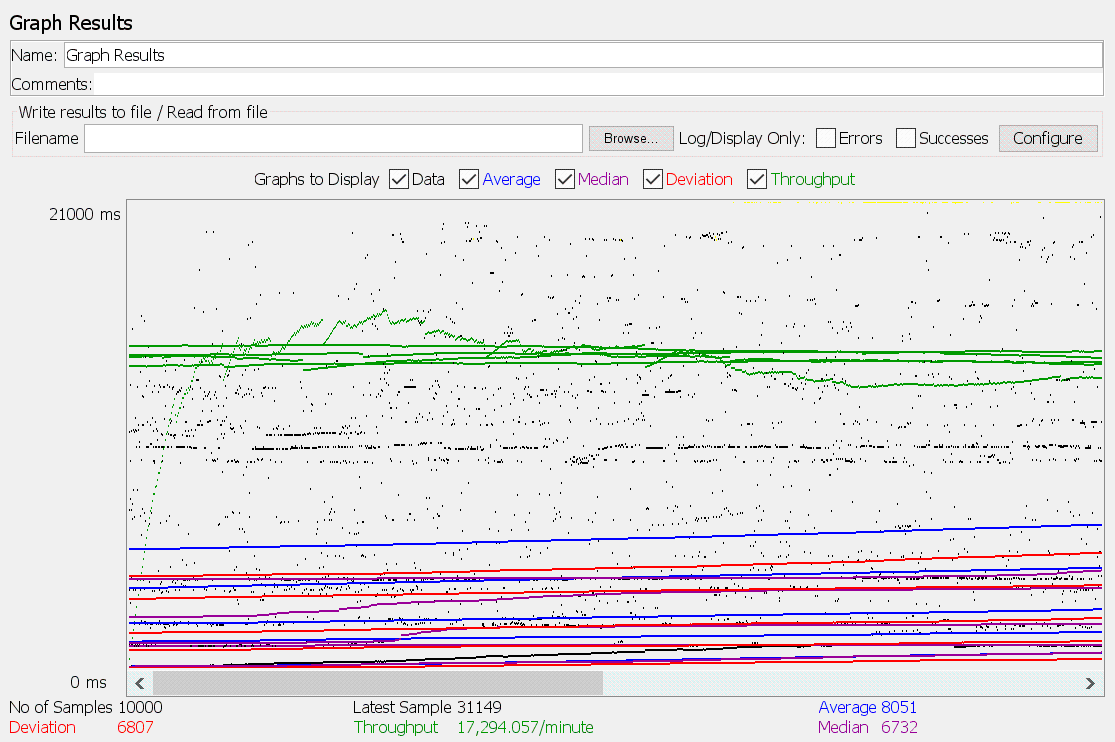 Graph Results
Name: Graph Results
Comments:
Write results to file / Read from file
Filename Browse... Log/Display Only: Errors Successes Configure
Graphs to Display Data Average Median Deviation Throughput
21000 ms
0 ms
No of Samples 10000 Latest Sample 31149 Average 8051
Deviation 6807 Throughput 17,294.057/minute Median 6732